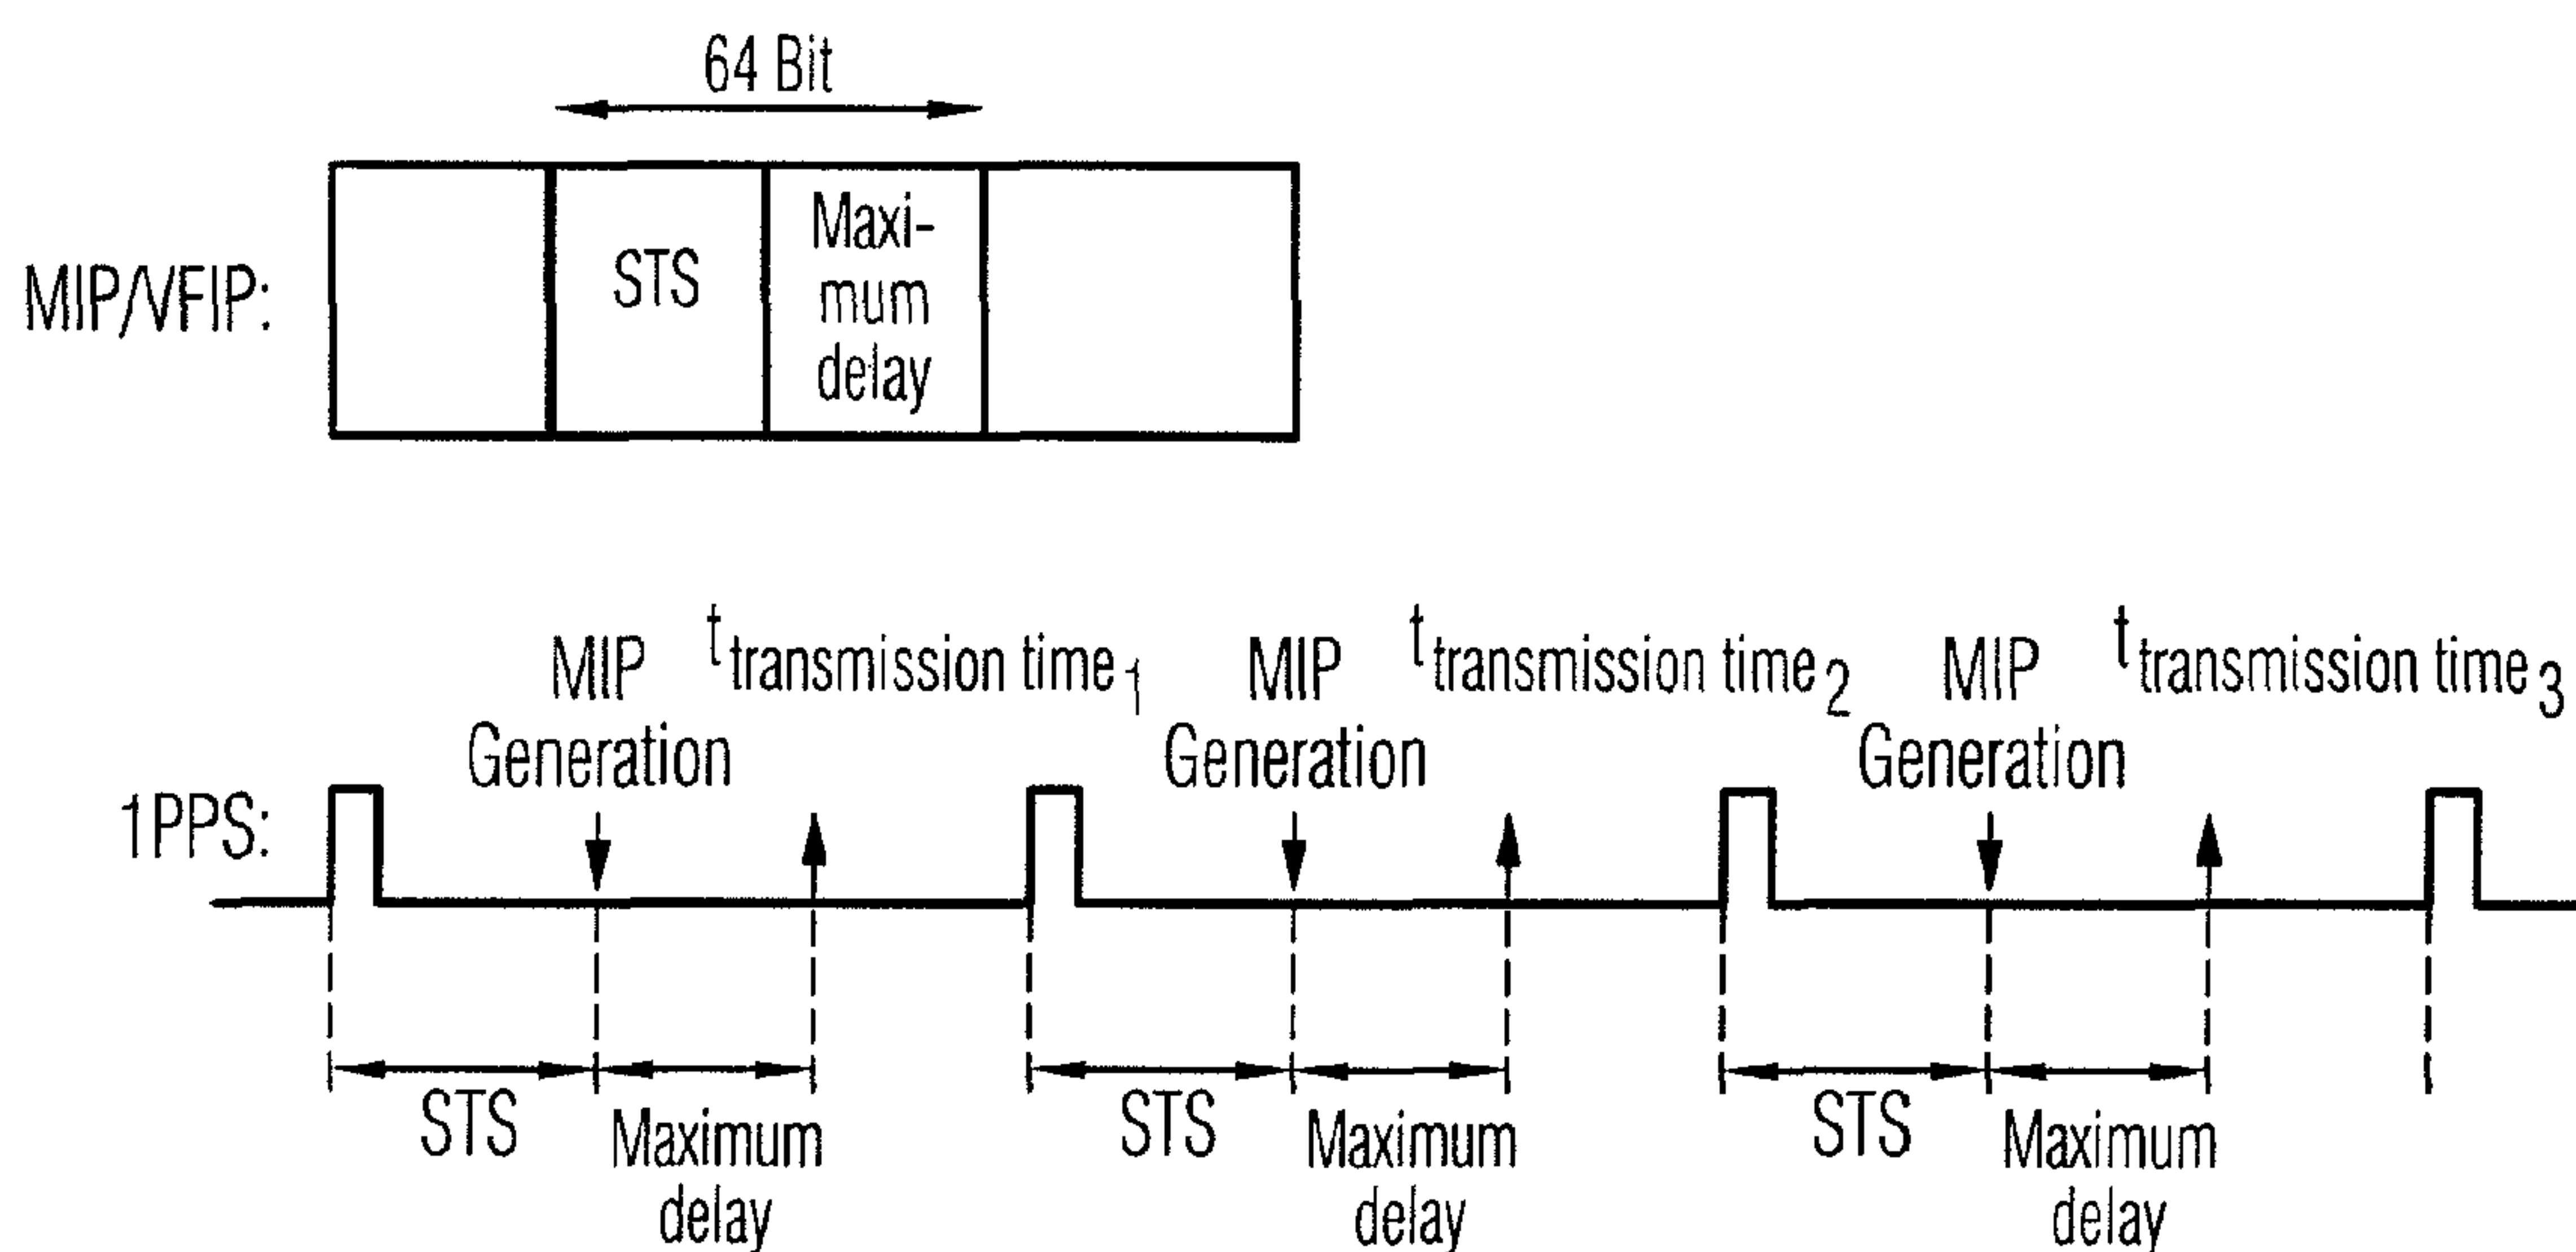 64 Bit
MIP/VFIP:
STS
Maxi-
mum
delay
MIP
Generation
t transmission time 1
MIP
Generation
t transmission time 2
MIP
Generation
t transmission time 3
1PPS:
STS
Maximum
delay
STS
Maximum
delay
STS
Maximum
delay